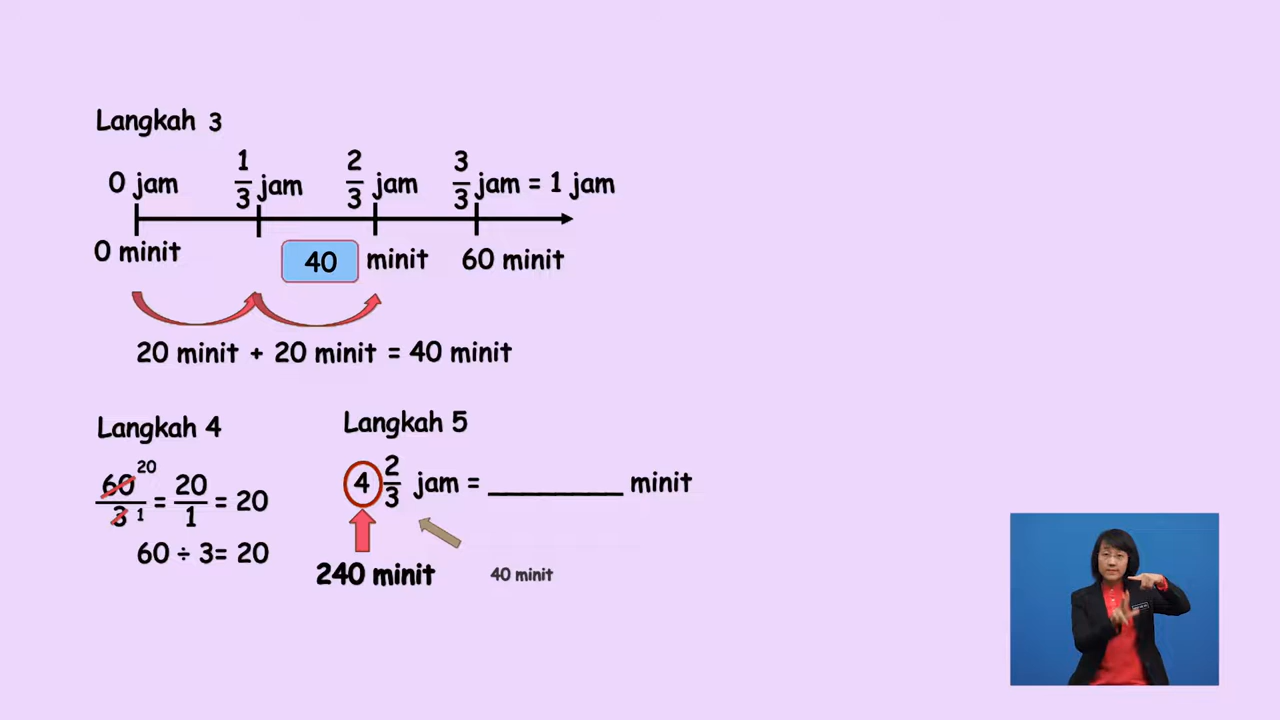 Langkah 3
0 jam 1/3 jam 2/3 jam 3/3 jam = 1 jam
0 minit 40 minit 60 minit
20 minit + 20 minit = 40 minit
Langkah 4
60/3 20 1 = 20/1 = 20
60 ÷ 3= 20
Langkah 5
4 2/3 jam = _________ minit
240 minit 40 minit